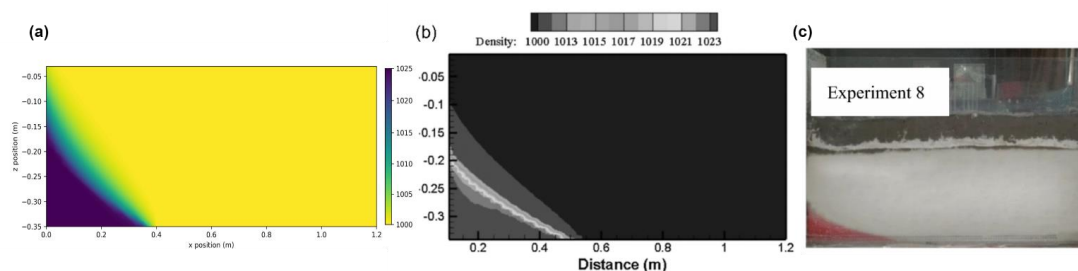 (a)
-0.05
-0.10
-0.15
-0.20
-0.25
-0.30
-0.35
z position (m)
0.0 0.2 0.4 0.6 0.8 1.0 1.2
x position (m)
1025
1020
1015
1010
1005
1000
(b)
Density: 1000 1013 1015 1017 1019 1021 1023
-0.05
-0.1
-0.15
-0.2
-0.25
-0.3
0.2 0.4 0.6 0.8 1 1.2
Distance (m)
(c)
Experiment 8